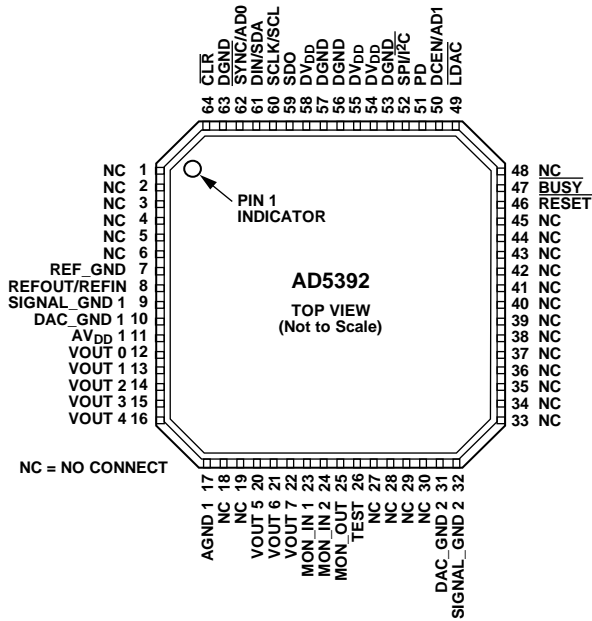 64 CLR
63 DGND
62 SYNC/AD0
61 DIN/SDA
60 SCLK/SCL
59 SDO
58 DVDD
57 DGND
56 DGND
55 DVDD
54 DVDD
53 DGND
52 SPI/I2C
51 PD
50 DCEN/AD1
49 LDAC
NC 1
NC 2
NC 3
NC 4
NC 5
NC 6
REF_GND 7
REFOUT/REFIN 8
SIGNAL_GND 1 9
DAC_GND 1 10
AVDD 1 11
VOUT 0 12
VOUT 1 13
VOUT 2 14
VOUT 3 15
VOUT 4 16
PIN 1
INDICATOR
AD5392
TOP VIEW
(Not to Scale)
48 NC
47 BUSY
46 RESET
45 NC
44 NC
43 NC
42 NC
41 NC
40 NC
39 NC
38 NC
37 NC
36 NC
35 NC
34 NC
33 NC
NC = NO CONNECT
AGND 1 17
NC 18
NC 19
VOUT 5 20
VOUT 6 21
VOUT 7 22
MON_IN 1 23
MON_IN 2 24
MON_OUT 25
TEST 26
NC 27
NC 28
NC 29
NC 30
DAC_GND 2 31
SIGNAL_GND 2 32